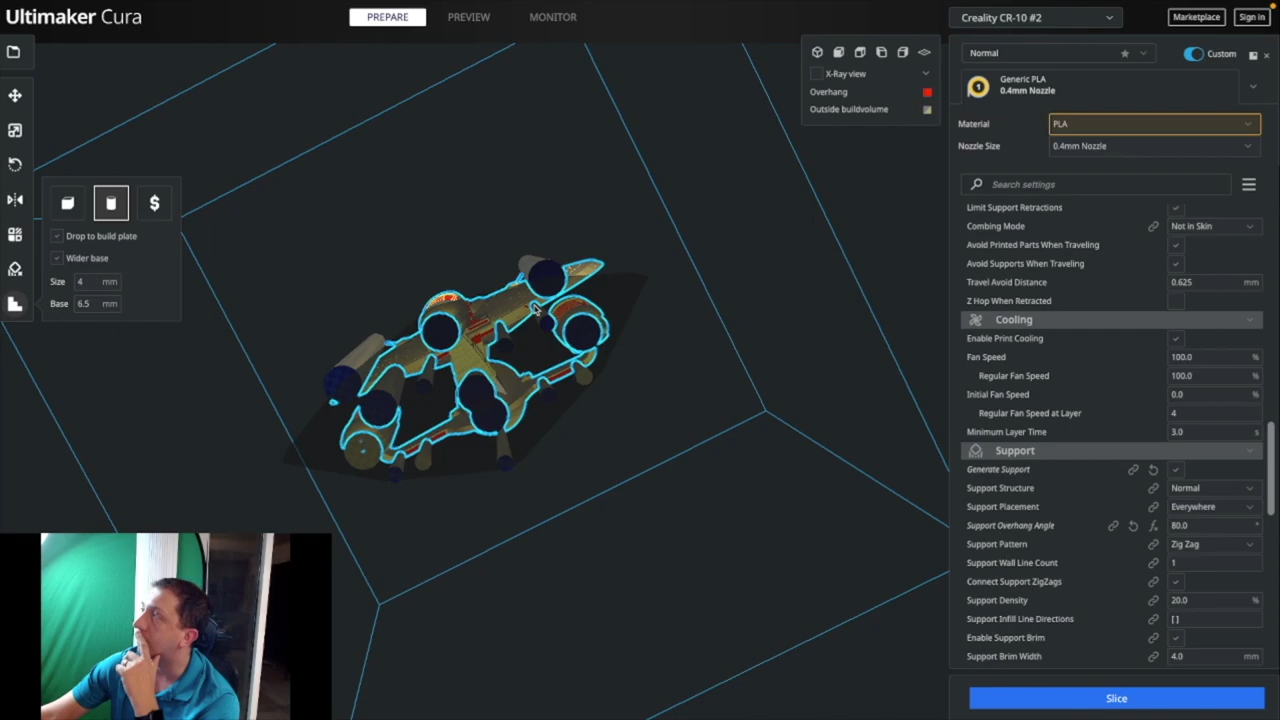 Ultimaker Cura
PREPARE PREVIEW MONITOR
Creality CR-10 #2
Marketplace Sign in
X-Ray view
Overhang
Outside buildvolume
Normal
Custom
1
Generic PLA
0.4mm Nozzle
Material PLA
Nozzle Size 0.4mm Nozzle
Search settings
$
Drop to build plate
Wider base
Size 4 mm
Base 6.5 mm
Limit Support Retractions
Combing Mode Not in Skin
Avoid Printed Parts When Traveling
Avoid Supports When Traveling
Travel Avoid Distance 0.625 mm
Z Hop When Retracted
Cooling
Enable Print Cooling
Fan Speed 100.0 %
Regular Fan Speed 100.0 %
Initial Fan Speed 0.0 %
Regular Fan Speed at Layer 4
Minimum Layer Time 3.0 s
Support
Generate Support
Support Structure Normal
Support Placement Everywhere
Support Overhang Angle 80.0 °
Support Pattern Zig Zag
Support Wall Line Count 1
Connect Support ZigZags
Support Density 20.0 %
Support Infill Line Directions [ ]
Enable Support Brim
Support Brim Width 4.0 mm
Slice